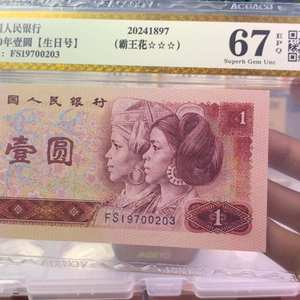 国人民银行
0年壹圆【生日号】
: FS19700203
20241897
(霸王花☆☆☆)
67 EPQ
Superb Gem Unc
国人民银行
1
壹圆
FS19700203
1